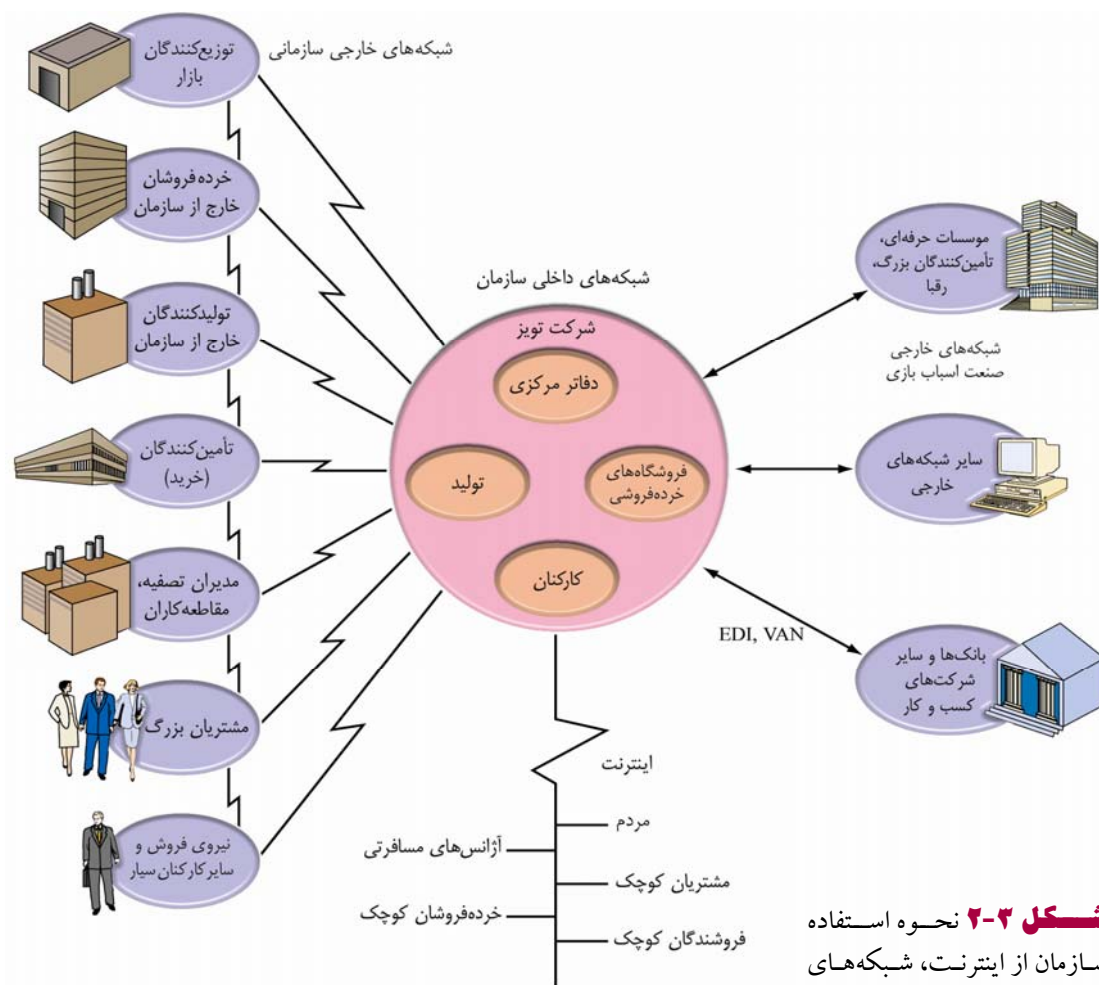 شبکه‌های خارجی سازمانی
توزیع‌کنندگان
بازار
خرده‌فروشان
خارج از سازمان
تولیدکنندگان
خارج از سازمان
تأمین‌کنندگان
(خرید)
مدیران تصفیه،
مقاطعه‌کاران
مشتریان بزرگ
نیروی فروش و
سایر کارکنان سیار
شبکه‌های داخلی سازمان
شرکت تویز
دفاتر مرکزی
تولید
فروشگاه‌های
خرده‌فروشی
کارکنان
موسسات حرفه‌ای،
تأمین‌کنندگان بزرگ،
رقبا
شبکه‌های خارجی
صنعت اسباب بازی
سایر شبکه‌های
خارجی
EDI, VAN
بانک‌ها و سایر
شرکت‌های
کسب و کار
اینترنت
مردم
آژانس‌های مسافرتی
مشتریان کوچک
خرده‌فروشان کوچک
فروشندگان کوچک
شکل ۳-۲ نحوه استفاده
سازمان از اینترنت، شبکه‌های